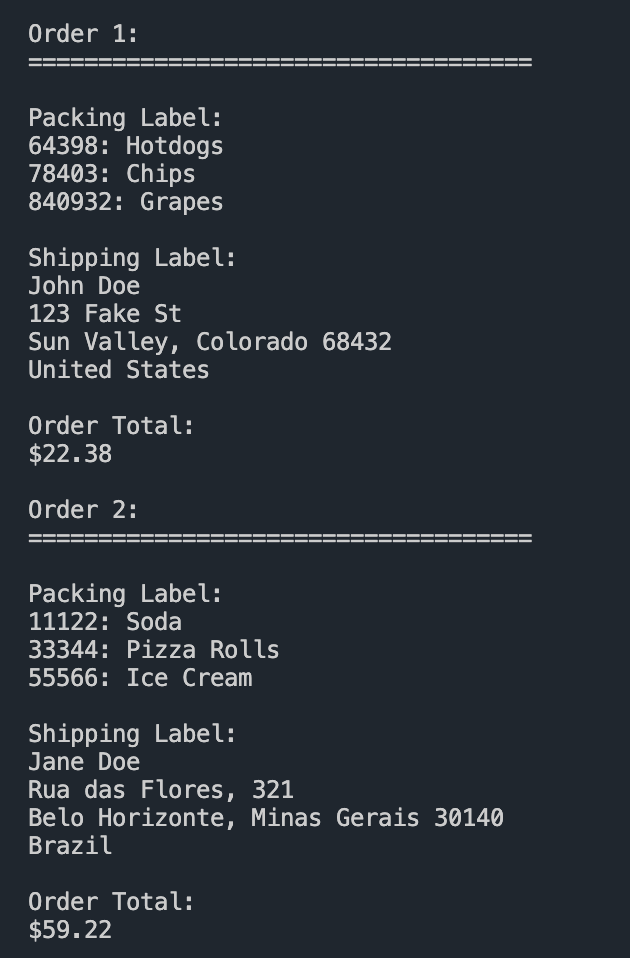 Order 1:
====================================
Packing Label:
64398: Hotdogs
78403: Chips
840932: Grapes
Shipping Label:
John Doe
123 Fake St
Sun Valley, Colorado 68432
United States
Order Total:
$22.38
Order 2:
====================================
Packing Label:
11122: Soda
33344: Pizza Rolls
55566: Ice Cream
Shipping Label:
Jane Doe
Rua das Flores, 321
Belo Horizonte, Minas Gerais 30140
Brazil
Order Total:
$59.22